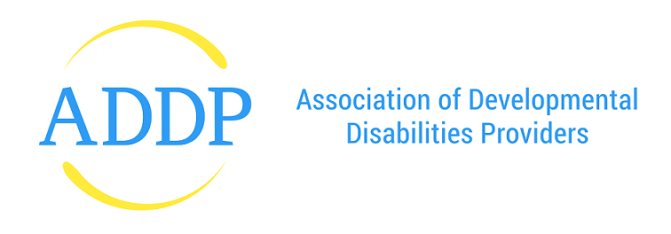 ADDP
Association of Developmental
Disabilities Providers